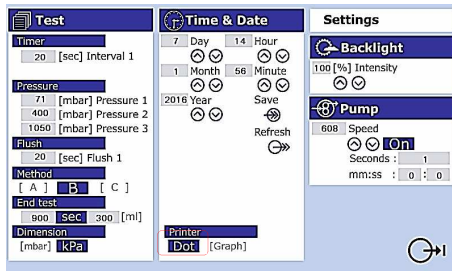 Test
Timer
20 [sec] Interval 1
Pressure
71 [mbar] Pressure 1
400 [mbar] Pressure 2
1050 [mbar] Pressure 3
Flush
20 [sec] Flush 1
Method
[ A ] B [ C ]
End test
900 sec 300 [ml]
Dimension
[mbar] kPa
Time & Date
7 Day 14 Hour
1 Month 56 Minute
2016 Year Save
Refresh
Printer
Dot [Graph]
Settings
Backlight
100 [%] Intensity
Pump
608 Speed
On
Seconds : 1
mm:ss : 0 : 0